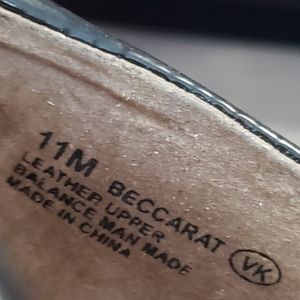 11M BECCARAT
LEATHER UPPER VK
BALANCE MAN MADE
MADE IN CHINA